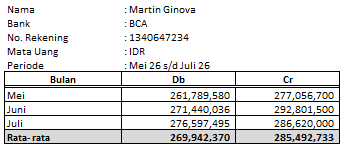 Nama : Martin Ginova
Bank : BCA
No. Rekening : 1340647234
Mata Uang : IDR
Periode : Mei 26 s/d Juli 26
Bulan Db Cr
Mei 261,789,580 277,056,700
Juni 271,440,036 292,801,500
Juli 276,597,495 286,620,000
Rata-rata 269,942,370 285,492,733